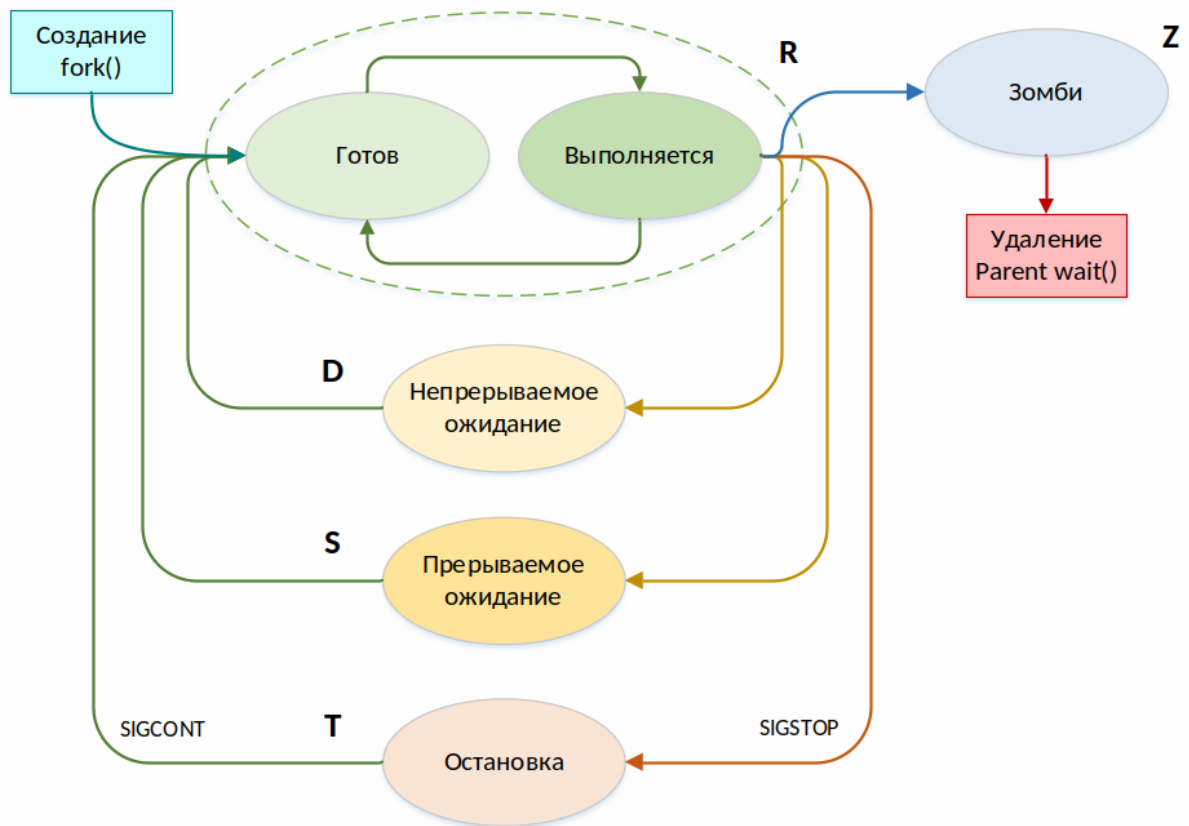 Создание
fork()
R
Z
Готов
Выполняется
Зомби
Удаление
Parent wait()
D
Непрерываемое
ожидание
S
Прерываемое
ожидание
SIGCONT
T
SIGSTOP
Остановка